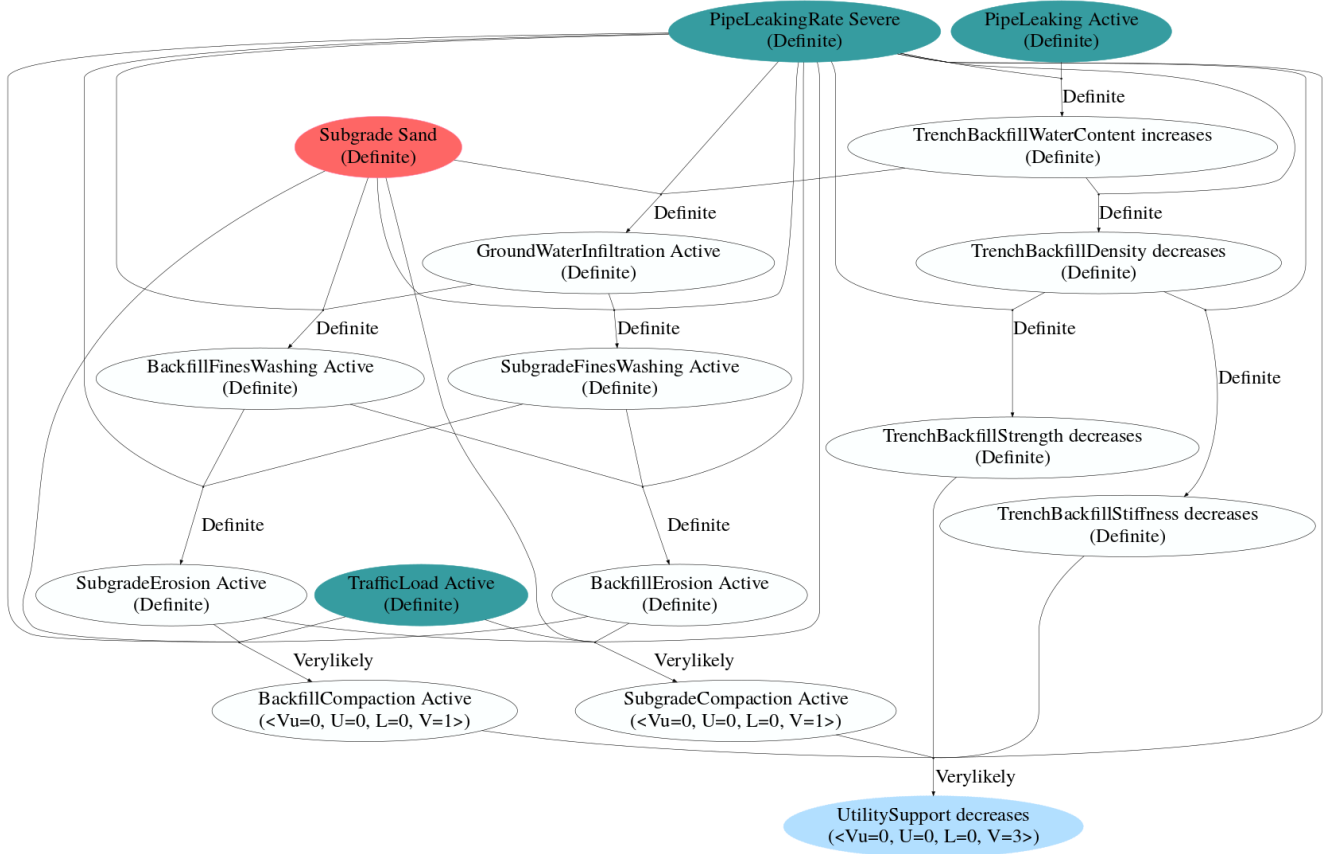 PipeLeakingRate Severe
(Definite)
PipeLeaking Active
(Definite)
Definite
Subgrade Sand
(Definite)
TrenchBackfillWaterContent increases
(Definite)
Definite
Definite
GroundWaterInfiltration Active
(Definite)
TrenchBackfillDensity decreases
(Definite)
Definite
Definite
Definite
BackfillFinesWashing Active
(Definite)
SubgradeFinesWashing Active
(Definite)
Definite
TrenchBackfillStrength decreases
(Definite)
TrenchBackfillStiffness decreases
(Definite)
Definite
Definite
SubgradeErosion Active
(Definite)
TrafficLoad Active
(Definite)
BackfillErosion Active
(Definite)
Verylikely
Verylikely
BackfillCompaction Active
(<Vu=0, U=0, L=0, V=1>)
SubgradeCompaction Active
(<Vu=0, U=0, L=0, V=1>)
Verylikely
UtilitySupport decreases
(<Vu=0, U=0, L=0, V=3>)